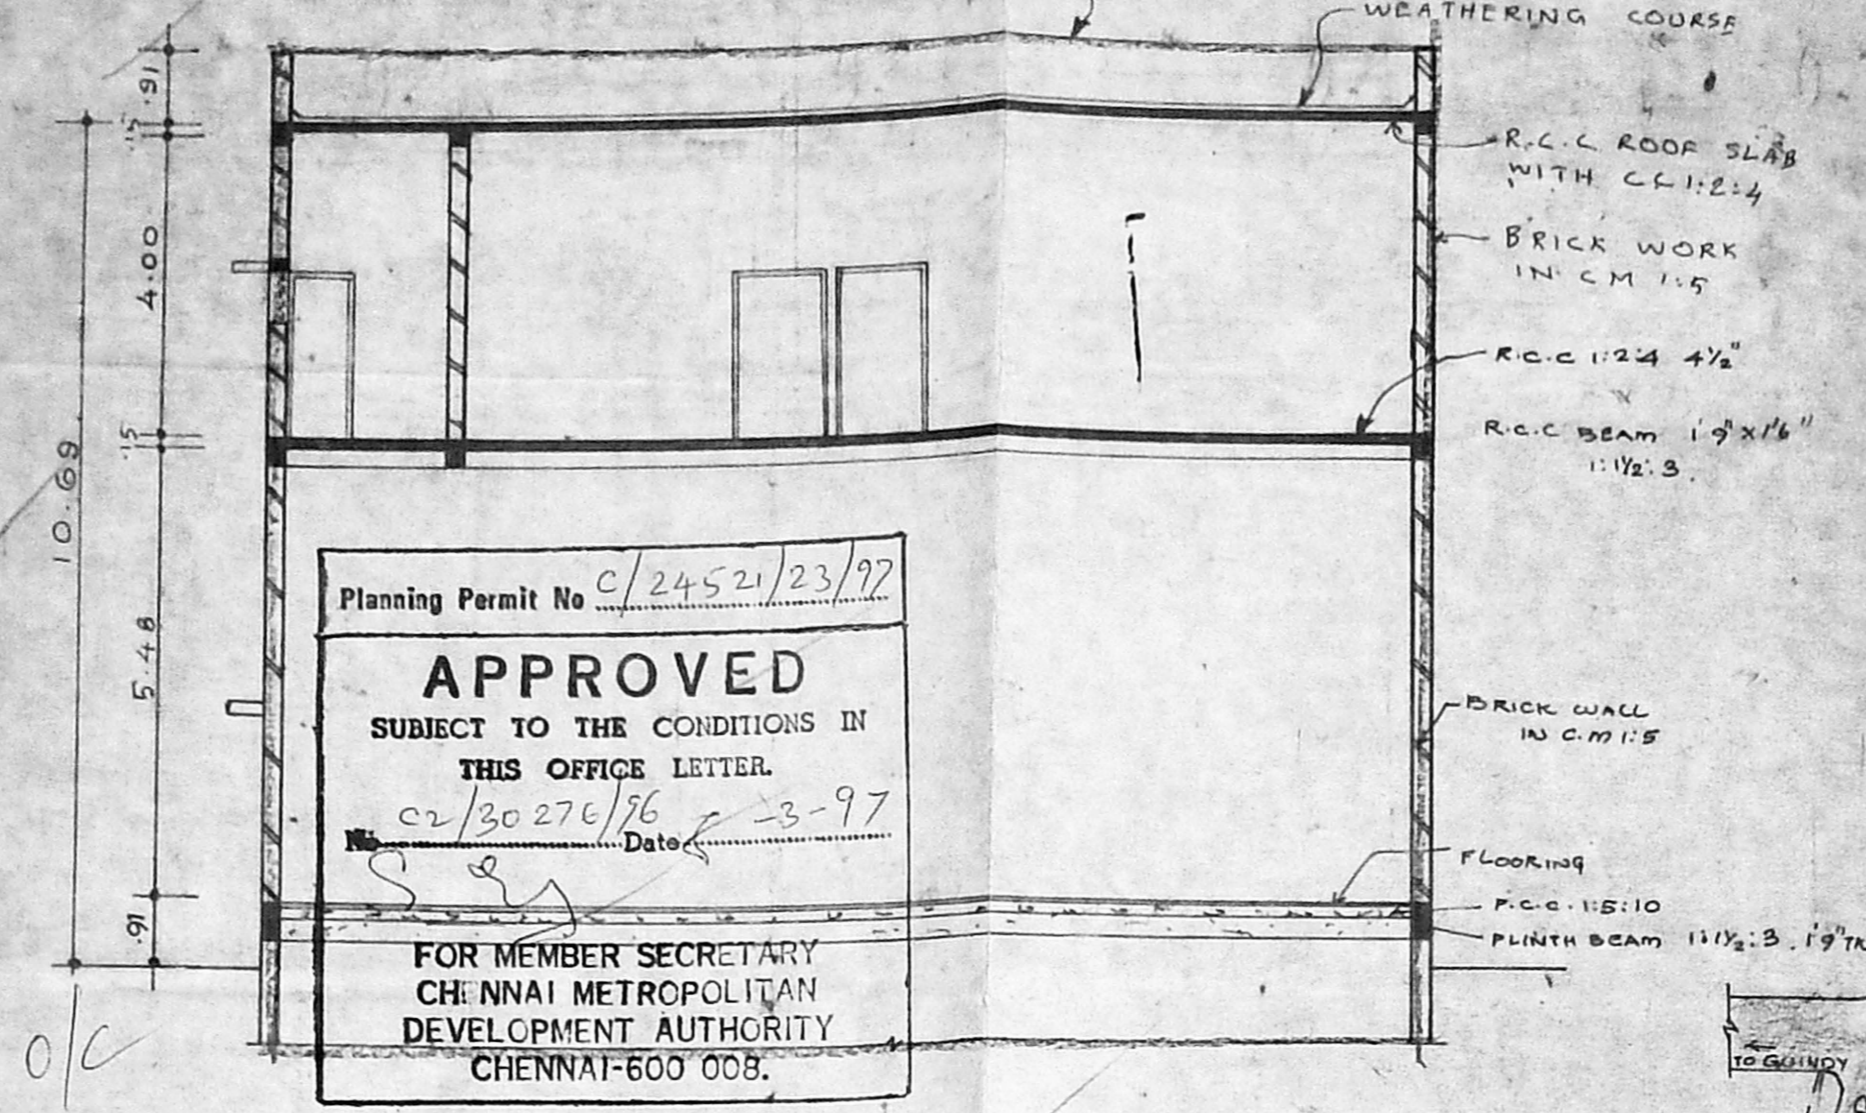 WEATHERING COURSE
.91
.15
R.C.C ROOF SLAB
WITH CC 1:2:4
4.00
BRICK WORK
IN CM 1:5
R.C.C 1:2:4 4½"
.15
R.C.C BEAM 1'9"X1'6"
1:1½:3.
10.69
5.48
Planning Permit No C/24521/23/97
APPROVED
SUBJECT TO THE CONDITIONS IN
THIS OFFICE LETTER.
No C2/30276/96 Date -3-97
BRICK WALL
IN C.M 1:5
FLOORING
P.C.C. 1:5:10
PLINTH BEAM 1:1½:3. 1'9"
.91
FOR MEMBER SECRETARY
CHENNAI METROPOLITAN
DEVELOPMENT AUTHORITY
CHENNAI-600 008.
O/C
TO GUINDY